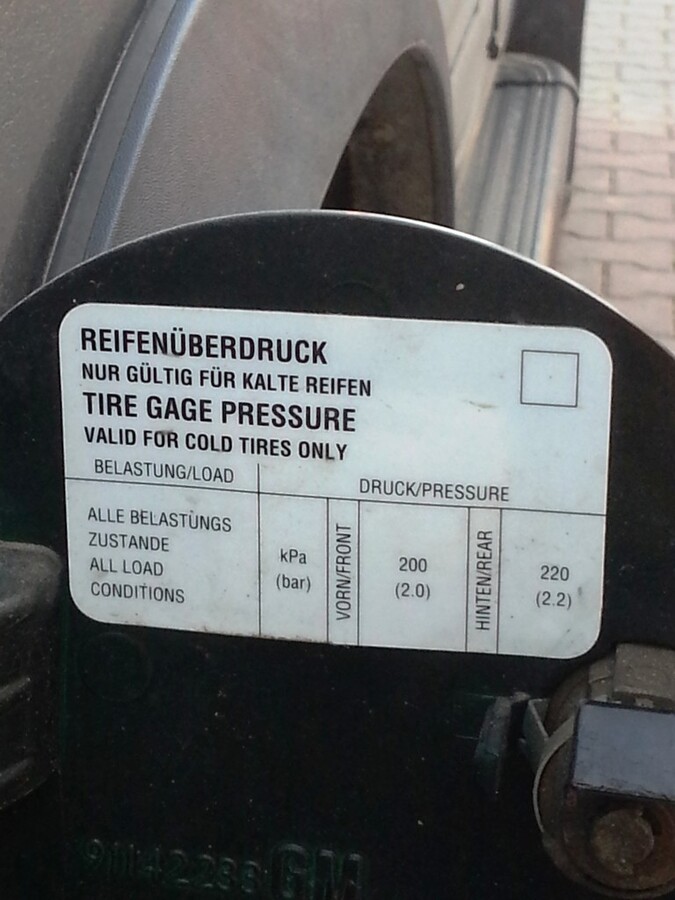 REIFENÜBERDRUCK
NUR GÜLTIG FÜR KALTE REIFEN
TIRE GAGE PRESSURE
VALID FOR COLD TIRES ONLY
BELASTUNG/LOAD
DRUCK/PRESSURE
ALLE BELASTUNGS
ZUSTANDE
ALL LOAD
CONDITIONS
kPa
(bar)
VORN/FRONT
200
(2.0)
HINTEN/REAR
220
(2.2)
GM